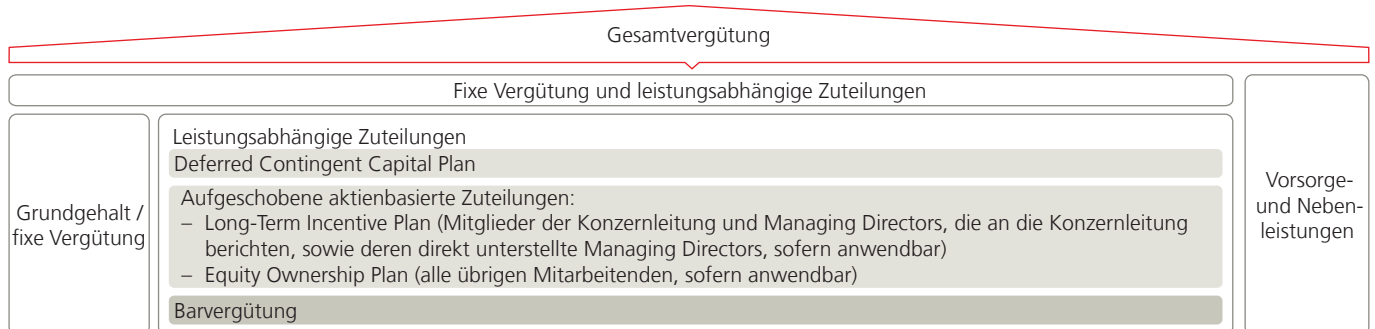 Gesamtvergütung
Fixe Vergütung und leistungsabhängige Zuteilungen
Grundgehalt /
fixe Vergütung
Leistungsabhängige Zuteilungen
Deferred Contingent Capital Plan
Aufgeschobene aktienbasierte Zuteilungen:
– Long-Term Incentive Plan (Mitglieder der Konzernleitung und Managing Directors, die an die Konzernleitung
berichten, sowie deren direkt unterstellte Managing Directors, sofern anwendbar)
– Equity Ownership Plan (alle übrigen Mitarbeitenden, sofern anwendbar)
Barvergütung
Vorsorge-
und Neben-
leistungen